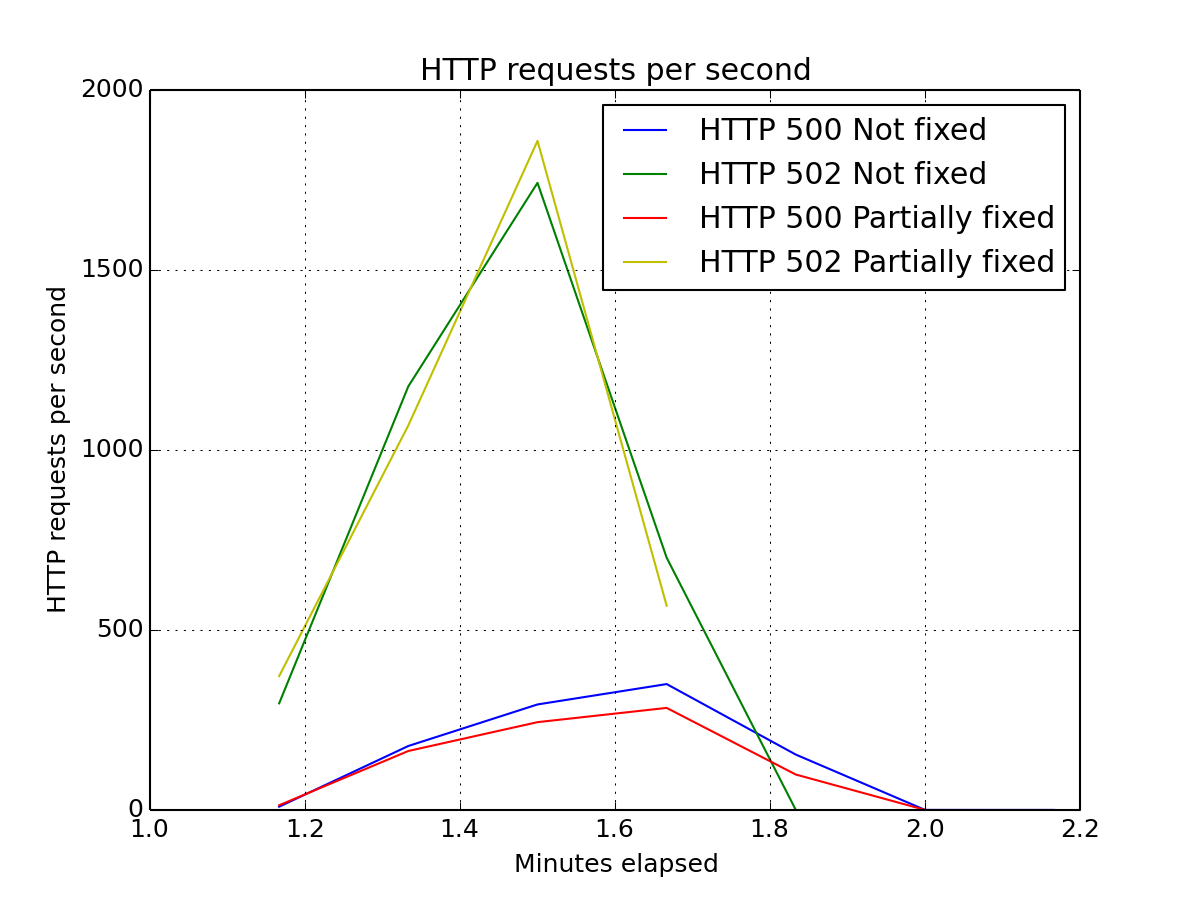 HTTP requests per second
2000
1500
1000
500
0
HTTP requests per second
HTTP 500 Not fixed
HTTP 502 Not fixed
HTTP 500 Partially fixed
HTTP 502 Partially fixed
1.0 1.2 1.4 1.6 1.8 2.0 2.2
Minutes elapsed